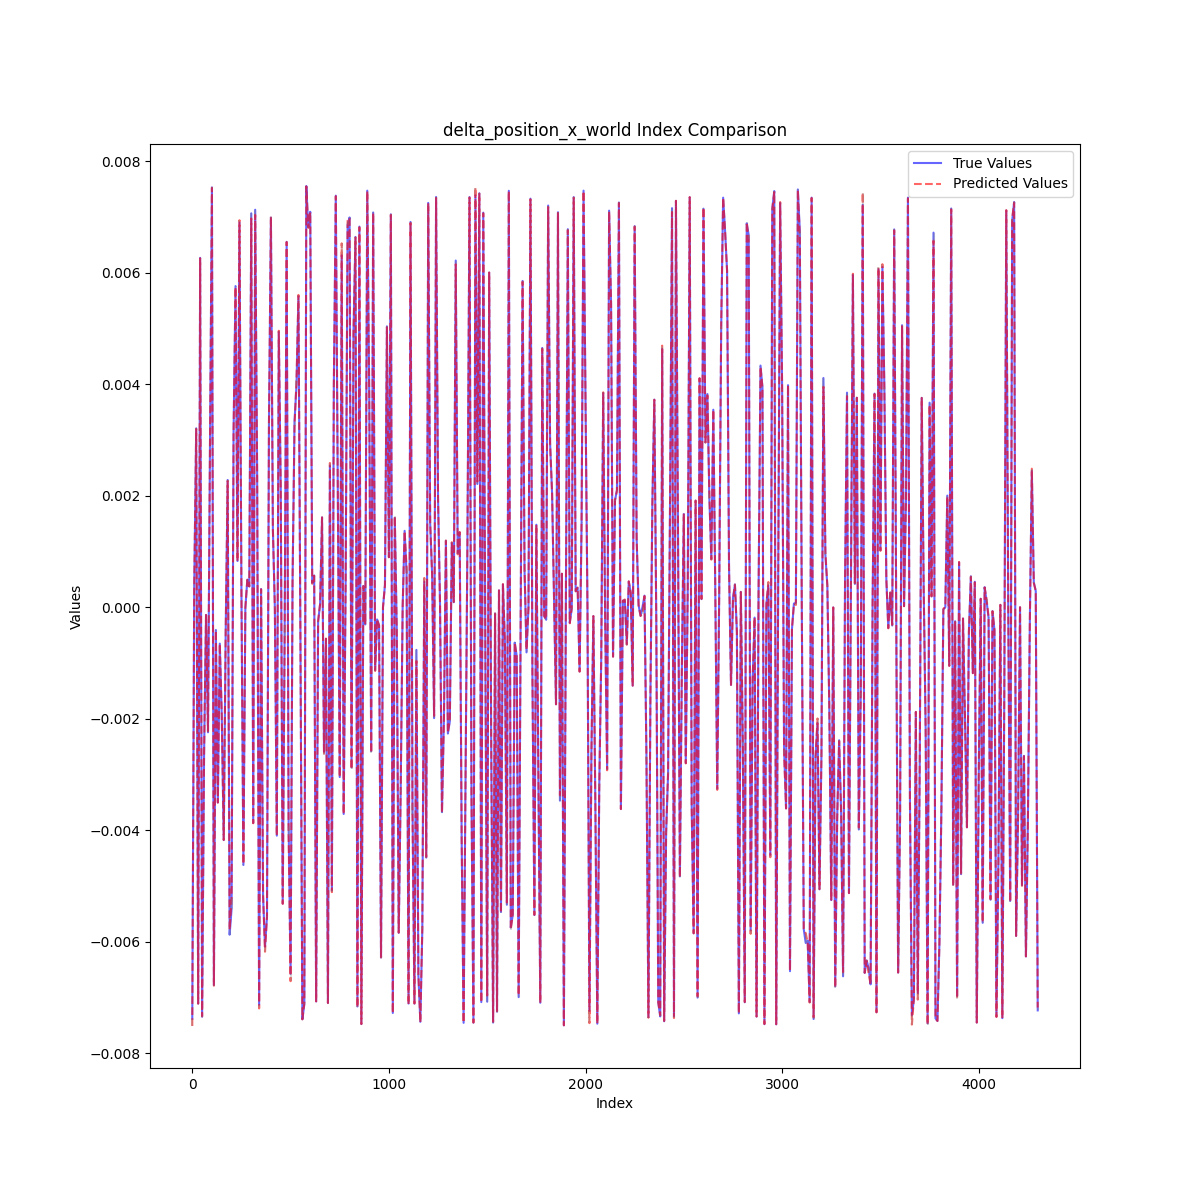 delta_position_x_world Index Comparison
True Values
Predicted Values
0.008
0.006
0.004
0.002
0.000
−0.002
−0.004
−0.006
−0.008
Values
0 1000 2000 3000 4000
Index